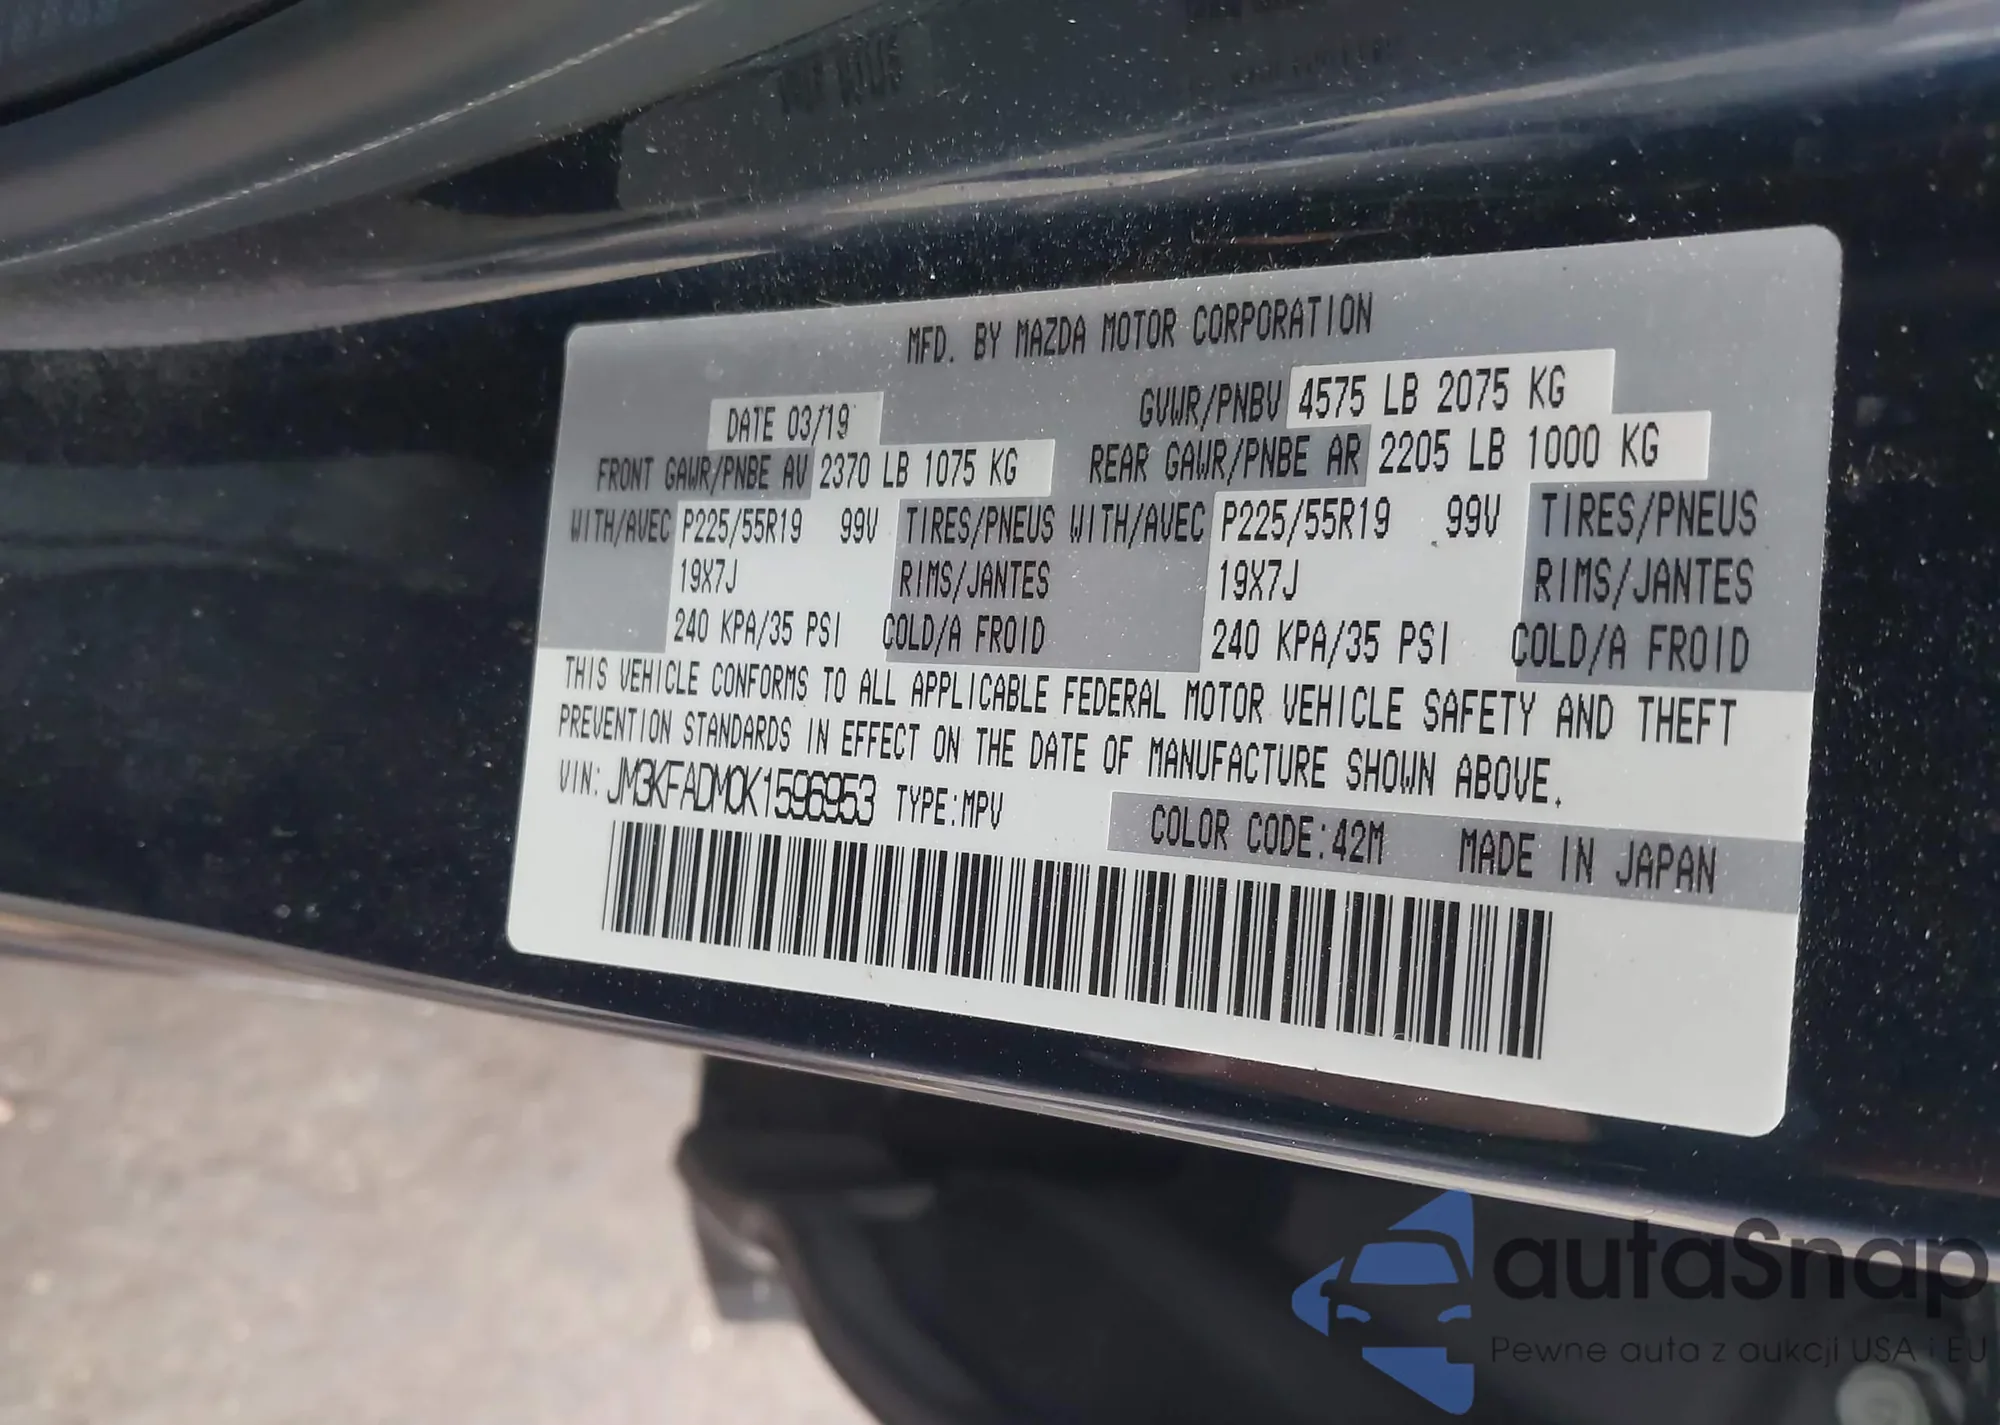 MFD. BY MAZDA MOTOR CORPORATION
DATE 03/19 GVWR/PNBV 4575 LB 2075 KG
FRONT GAWR/PNBE AV 2370 LB 1075 KG REAR GAWR/PNBE AR 2205 LB 1000 KG
WITH/AVEC P225/55R19 99V TIRES/PNEUS WITH/AVEC P225/55R19 99V TIRES/PNEUS
19X7J RIMS/JANTES 19X7J RIMS/JANTES
240 KPA/35 PSI COLD/A FROID 240 KPA/35 PSI COLD/A FROID
THIS VEHICLE CONFORMS TO ALL APPLICABLE FEDERAL MOTOR VEHICLE SAFETY AND THEFT
PREVENTION STANDARDS IN EFFECT ON THE DATE OF MANUFACTURE SHOWN ABOVE.
VIN: JM3KFADM0K1596953 TYPE:MPV
COLOR CODE:42M MADE IN JAPAN
autaSnap
Pewne auta z aukcji USA i EU